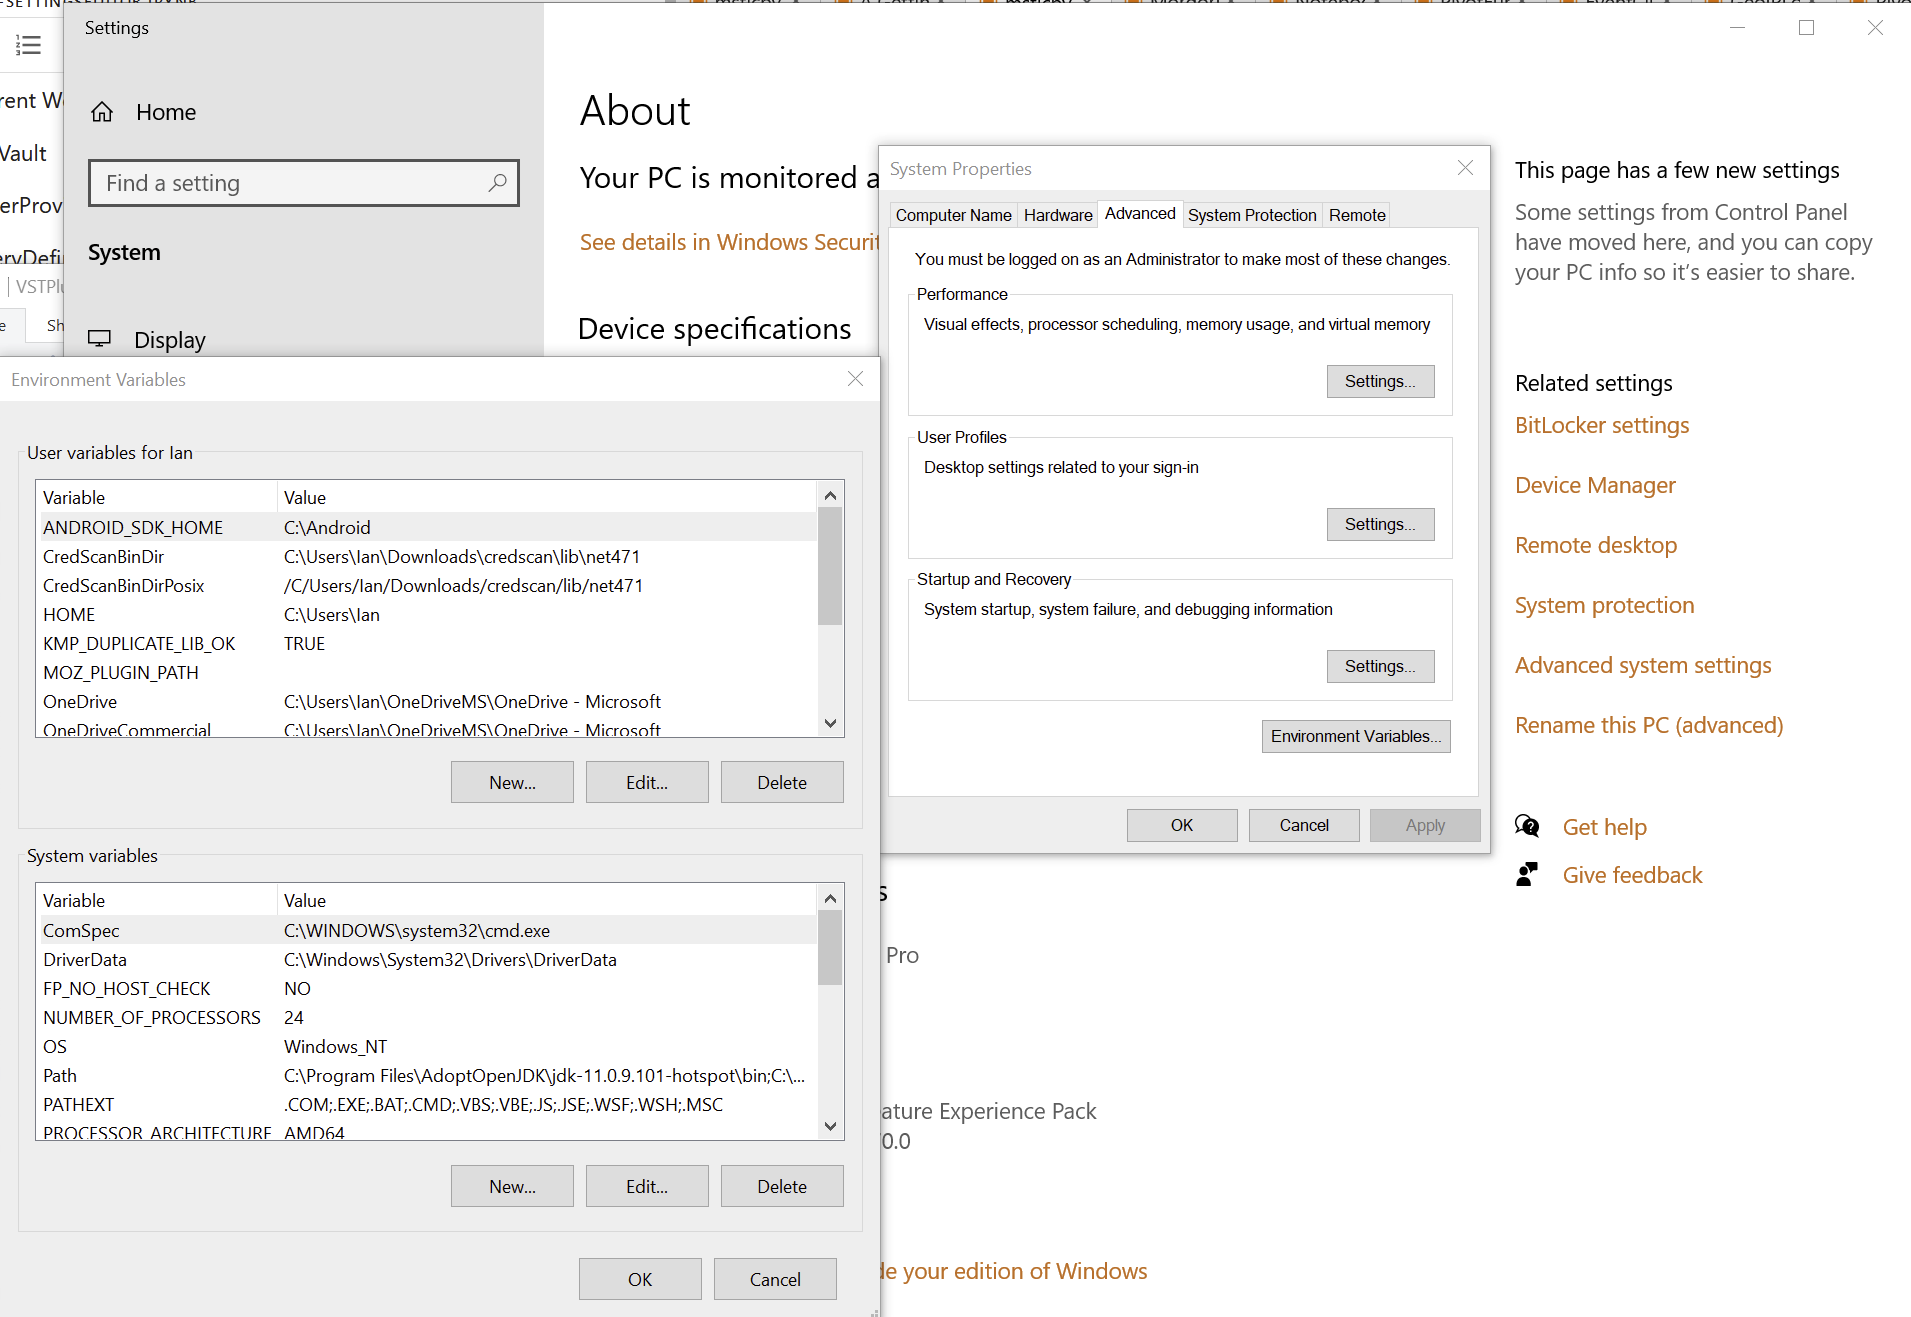 Settings
Home
Find a setting
System
Display
rent W
Vault
erProv
VSTPlu
e
Sh
About
Your PC is monitored a
See details in Windows Securit
Device specifications
System Properties
Computer Name
Hardware
Advanced
System Protection
Remote
You must be logged on as an Administrator to make most of these changes.
Performance
Visual effects, processor scheduling, memory usage, and virtual memory
Settings...
User Profiles
Desktop settings related to your sign-in
Settings...
Startup and Recovery
System startup, system failure, and debugging information
Settings...
Environment Variables...
OK
Cancel
Apply
This page has a few new settings
Some settings from Control Panel
have moved here, and you can copy
your PC info so it's easier to share.
Related settings
BitLocker settings
Device Manager
Remote desktop
System protection
Advanced system settings
Rename this PC (advanced)
Get help
Give feedback
Environment Variables
User variables for Ian
Variable Value
ANDROID_SDK_HOME C:\Android
CredScanBinDir C:\Users\Ian\Downloads\credscan\lib\net471
CredScanBinDirPosix /C/Users/Ian/Downloads/credscan/lib/net471
HOME C:\Users\Ian
KMP_DUPLICATE_LIB_OK TRUE
MOZ_PLUGIN_PATH
OneDrive C:\Users\Ian\OneDriveMS\OneDrive - Microsoft
OneDriveCommercial C:\Users\Ian\OneDriveMS\OneDrive - Microsoft
New...
Edit...
Delete
System variables
Variable Value
ComSpec C:\WINDOWS\system32\cmd.exe
DriverData C:\Windows\System32\Drivers\DriverData
FP_NO_HOST_CHECK NO
NUMBER_OF_PROCESSORS 24
OS Windows_NT
Path C:\Program Files\AdoptOpenJDK\jdk-11.0.9.101-hotspot\bin;C:\...
PATHEXT .COM;.EXE;.BAT;.CMD;.VBS;.VBE;.JS;.JSE;.WSF;.WSH;.MSC
PROCESSOR_ARCHITECTURE AMD64
New...
Edit...
Delete
OK
Cancel
s
Pro
ature Experience Pack
0.0
de your edition of Windows